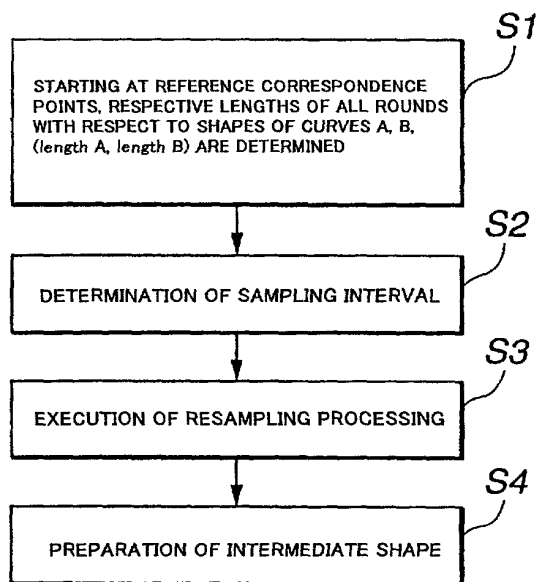 S1
STARTING AT REFERENCE CORRESPONDENCE
POINTS, RESPECTIVE LENGTHS OF ALL ROUNDS
WITH RESPECT TO SHAPES OF CURVES A, B,
(length A, length B) ARE DETERMINED
S2
DETERMINATION OF SAMPLING INTERVAL
S3
EXECUTION OF RESAMPLING PROCESSING
S4
PREPARATION OF INTERMEDIATE SHAPE